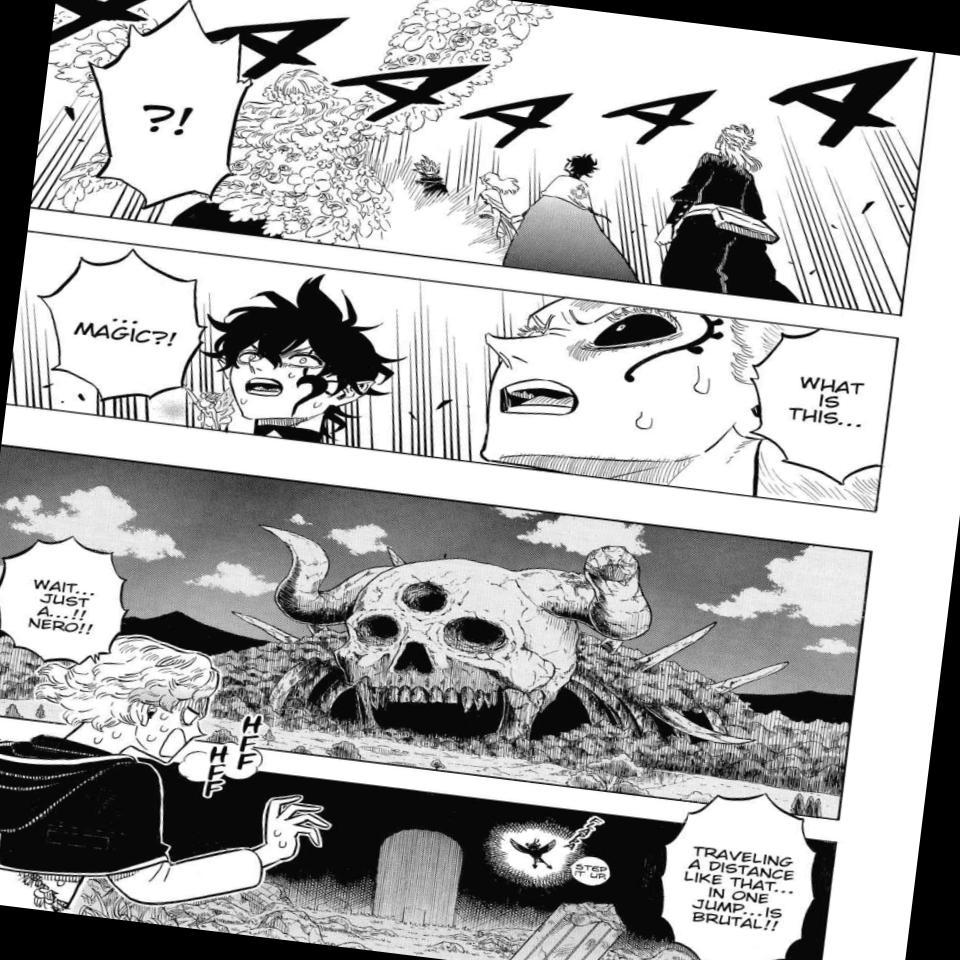 ?!
WHAT
IS
THIS...
...
MAGIC?!
WAIT...
JUST
A...!!
NERO!!
HFF
HFF
STEP
IT UP.
TRAVELING
A DISTANCE
LIKE THAT...
IN ONE
JUMP...IS
BRUTAL!!